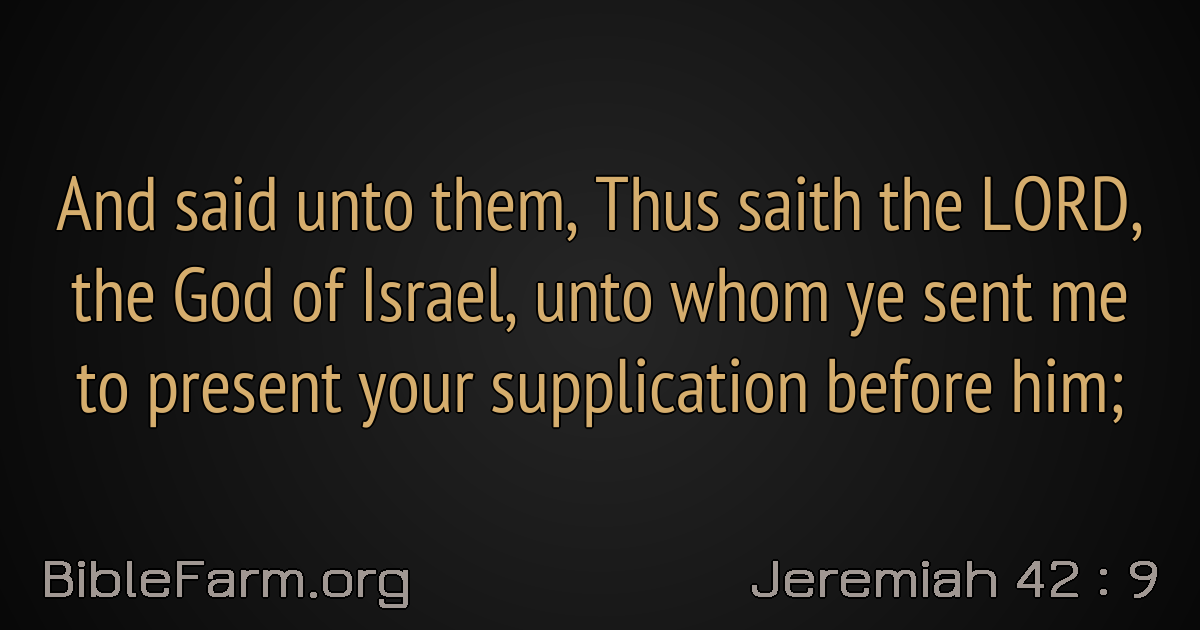 And said unto them, Thus saith the LORD,
the God of Israel, unto whom ye sent me
to present your supplication before him;
BibleFarm.org
Jeremiah 42 : 9